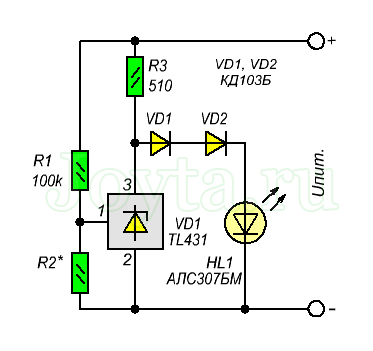 +
R3
510
VD1, VD2
КД103Б
VD1
VD2
R1
100k
Joyta.ru
3
1
2
VD1
TL431
Uпит.
R2*
HL1
АЛС307БМ
-